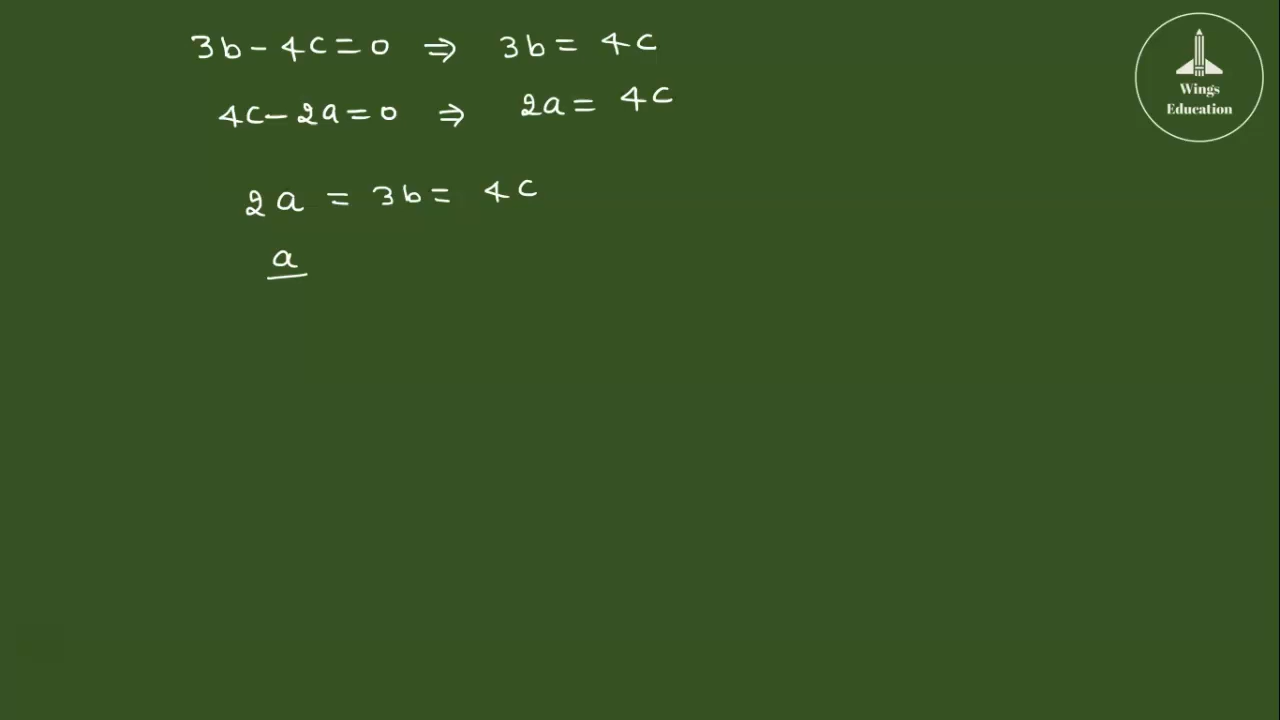 3b - 4c = 0 ⇒ 3b = 4c
4c - 2a = 0 ⇒ 2a = 4c
2a = 3b = 4c
a
Wings
Education